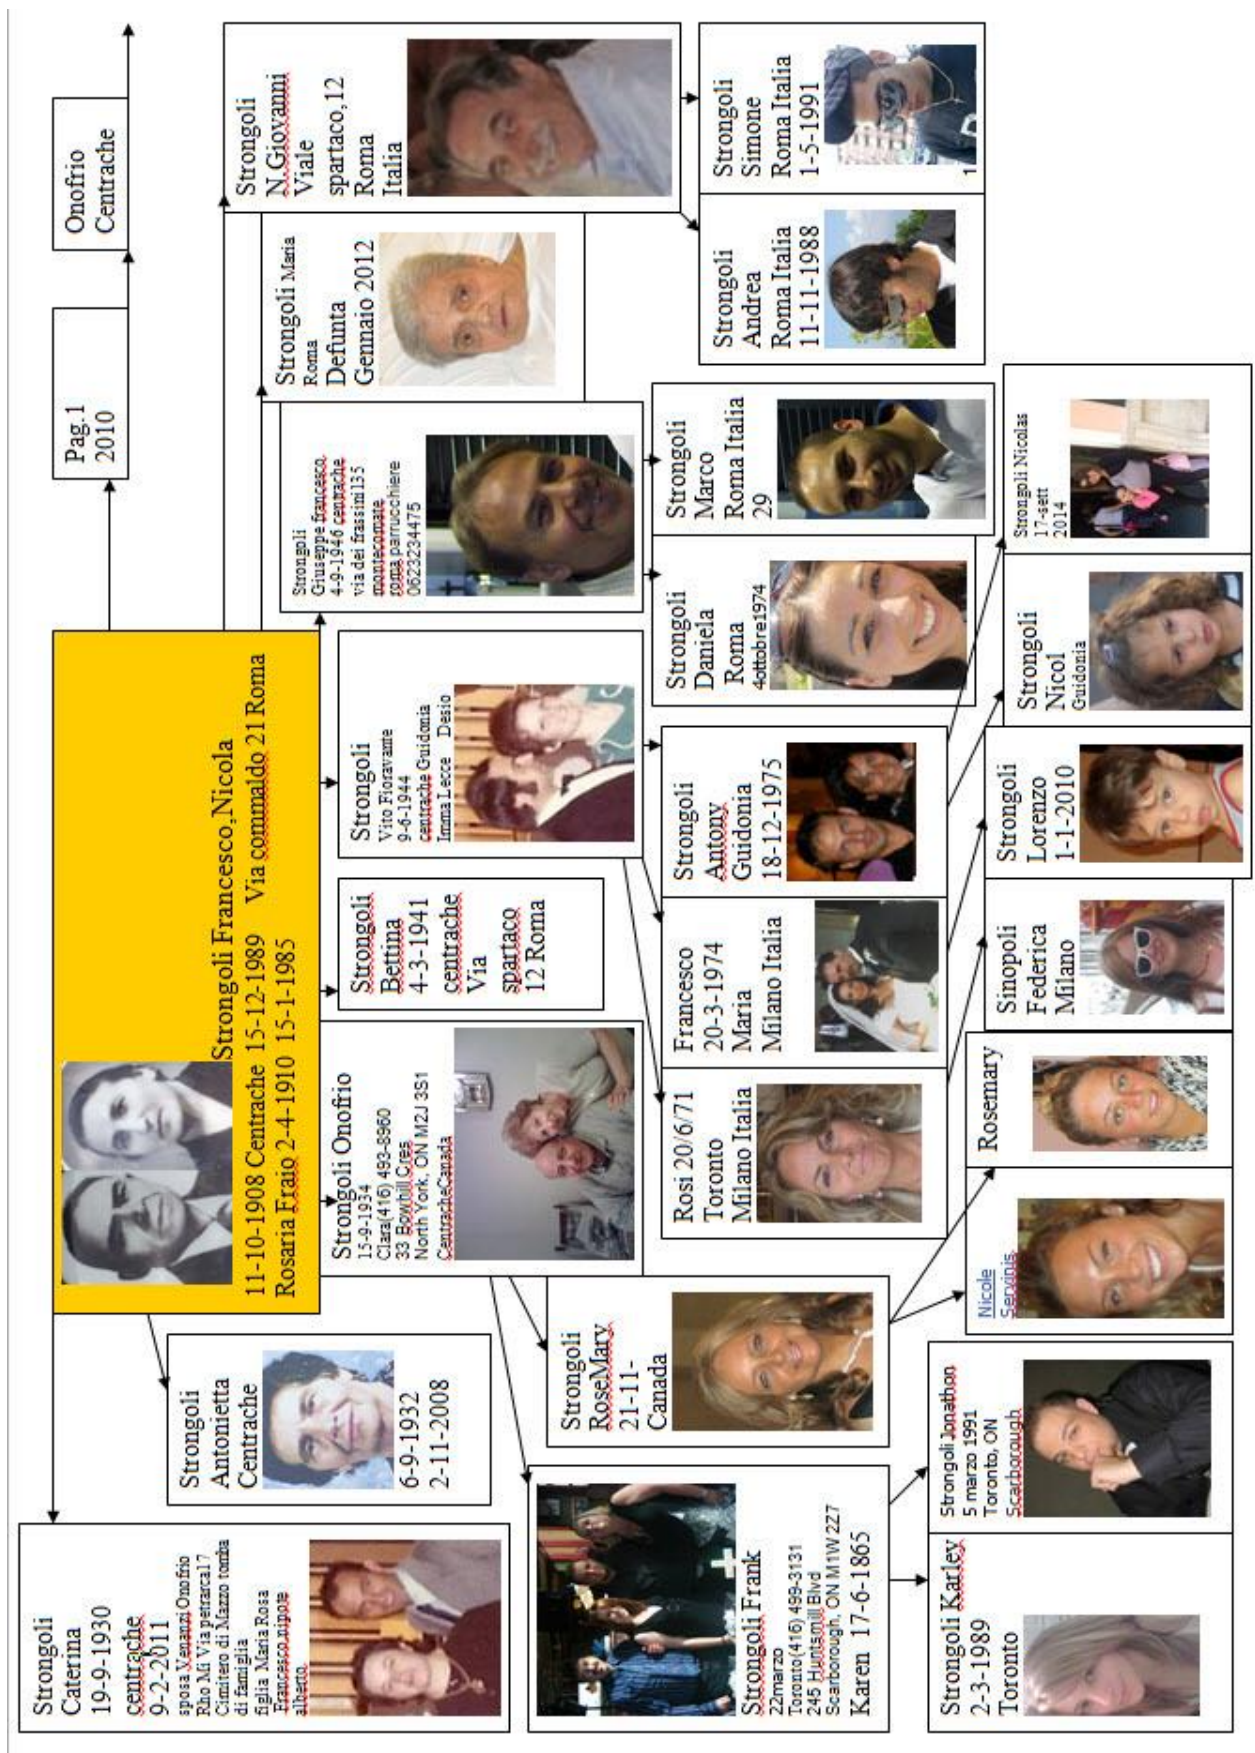 Pag.1
2010
Onofrio
Centrache
Strongoli Francesco,Nicola
11-10-1908 Centrache 15-12-1989 Via commaldo 21 Roma
Rosaria Fraio 2-4-1910 15-1-1985
Strongoli
Caterina
19-9-1930
centrache
9-2-2011
sposa Venanzi Onofrio
Rho Mi Via petrarca17
Cimitero di Mazzo tomba
di famiglia
figlia Maria Rosa
Francesco.nipote
alberto.
Strongoli
Antonietta
Centrache
6-9-1932
2-11-2008
Strongoli Onofrio
15-9-1934
Clara(416) 493-8960
33 Bowhill Cres
North York, ON M2J 3S1
CentracheCanada
Strongoli
Bettina
4-3-1941
centrache
Via
spartaco
12 Roma
Strongoli
Vito Fioravante
9-6-1944
centrache Guidonia
Imma Lecce Desio
Strongoli
Giuseppe francesco.
4-9-1946 centrache
via dei frassini135
montecomate
roma parrucchiere
0623234475
Strongoli Maria
Roma
Defunta
Gennaio 2012
Strongoli
N.Giovanni
Viale
spartaco,12
Roma
Italia
Strongoli Frank
22marzo
Toronto(416) 499-3131
245 Huntsmill Blvd
Scarborough, ON M1W 2Z7
Karen 17-6-1865
Strongoli
RoseMary
21-11-
Canada
Rosi 20/6/71
Toronto
Milano Italia
Francesco
20-3-1974
Maria
Milano Italia
Strongoli
Antony
Guidonia
18-12-1975
Strongoli
Daniela
Roma
4ottobre1974
Strongoli
Marco
Roma Italia
29
Strongoli
Andrea
Roma Italia
11-11-1988
Strongoli
Simone
Roma Italia
1-5-1991
1
Strongoli Karley
2-3-1989
Toronto
Strongoli Jonathon
5 marzo 1991
Toronto, ON
Scarborough
Nicole
Servinis
Rosemary
Sinopoli
Federica
Milano
Strongoli
Lorenzo
1-1-2010
Strongoli
Nicol
Guidonia
Strongoli Nicolas
17-sett
2014